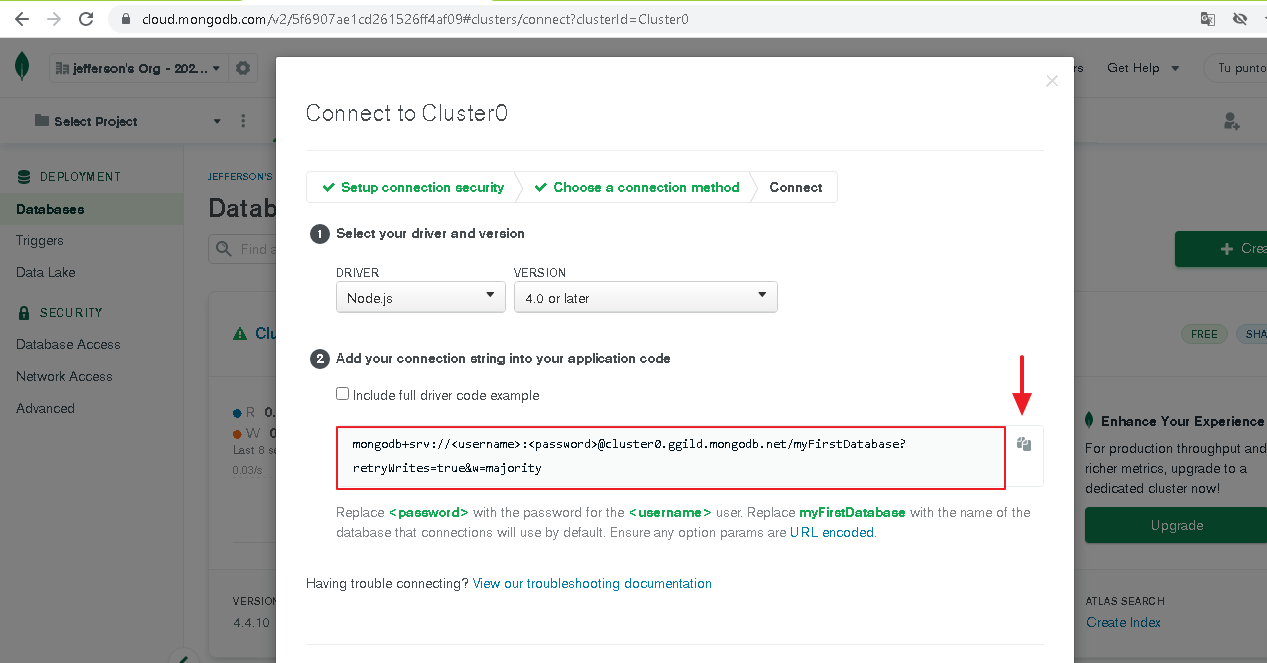 cloud.mongodb.com/v2/5f6907ae1cd261526ff4af09#clusters/connect?clusterId=Cluster0
jefferson's Org - 202...
Get Help
Tu punto
Select Project
DEPLOYMENT
Databases
Triggers
Data Lake
SECURITY
Database Access
Network Access
Advanced
JEFFERSON'S
Datab
Find a
Clu
R 0.
W 0
Last 8 se
0.03/s
VERSION
4.4.10
Connect to Cluster0
Setup connection security
Choose a connection method
Connect
1 Select your driver and version
DRIVER VERSION
Node.js 4.0 or later
2 Add your connection string into your application code
Include full driver code example
mongodb+srv://<username>:<password>@cluster0.ggild.mongodb.net/myFirstDatabase?
retryWrites=true&w=majority
Replace <password> with the password for the <username> user. Replace myFirstDatabase with the name of the
database that connections will use by default. Ensure any option params are URL encoded.
Having trouble connecting? View our troubleshooting documentation
+ Crea
FREE SHA
Enhance Your Experience
For production throughput and
richer metrics, upgrade to a
dedicated cluster now!
Upgrade
ATLAS SEARCH
Create Index